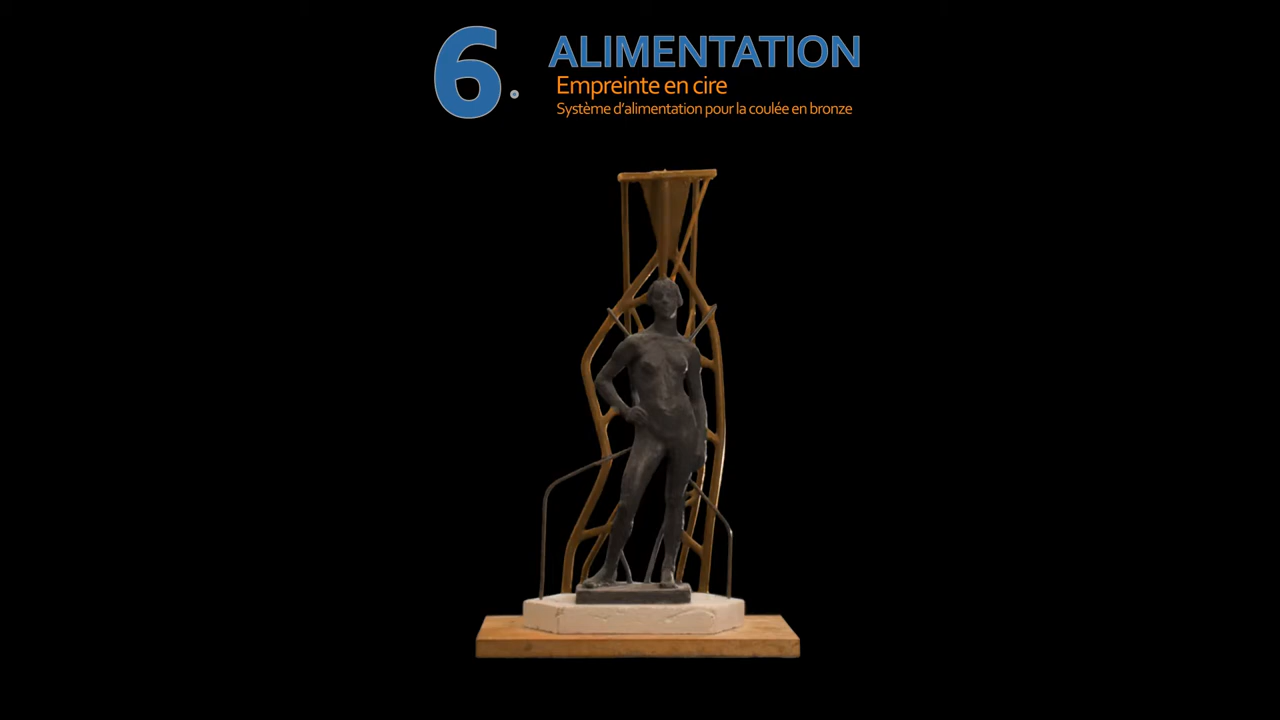 6. ALIMENTATION
Empreinte en cire
Système d'alimentation pour la coulée en bronze